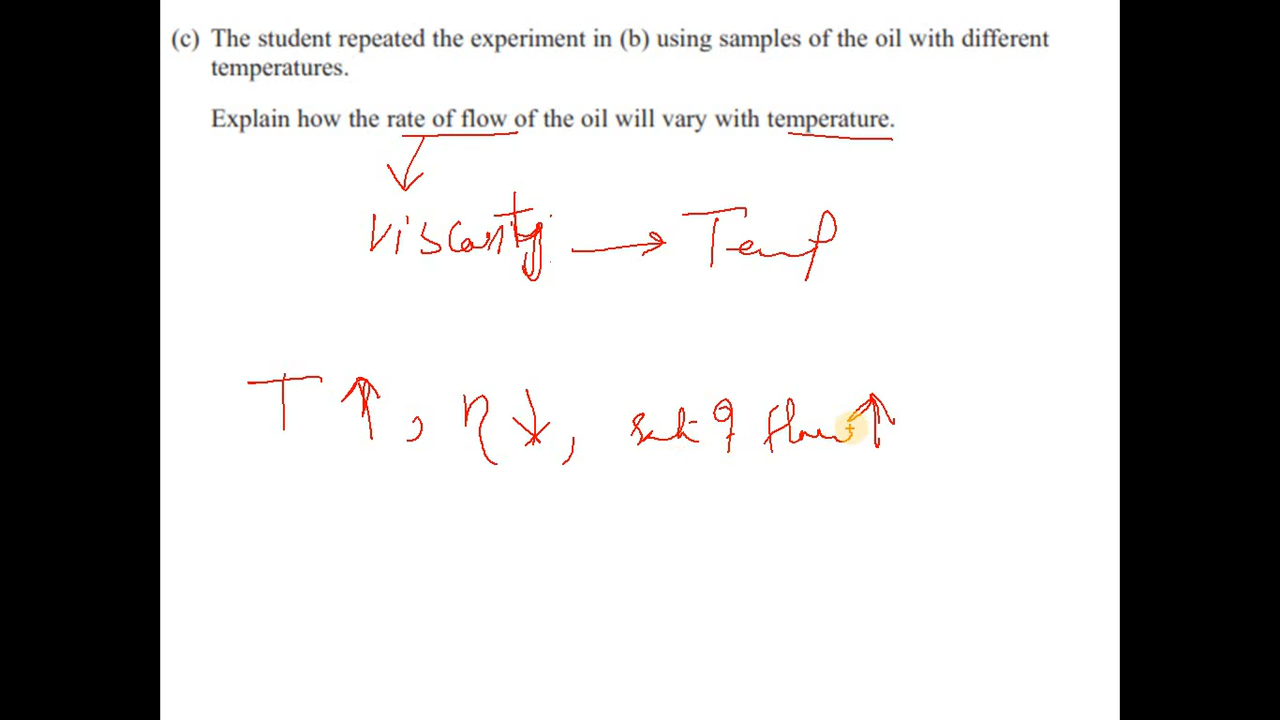 (c) The student repeated the experiment in (b) using samples of the oil with different
temperatures.
Explain how the rate of flow of the oil will vary with temperature.
Viscosity → Temp
T ↑, η ↓, rate of flow ↑